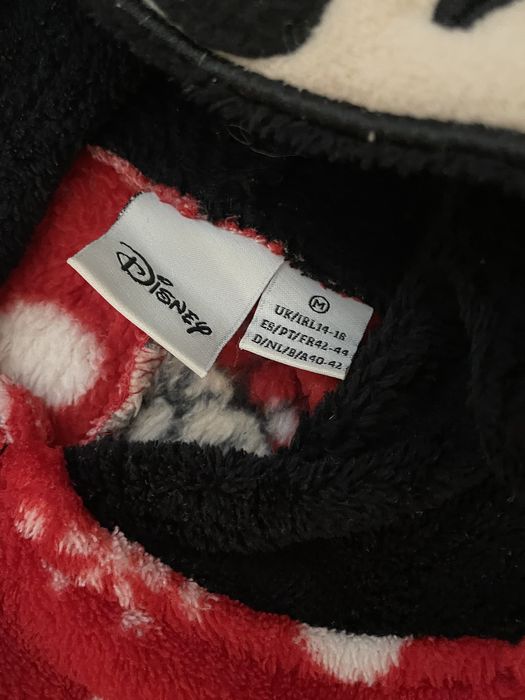 Disney
M
UK/IRL14-16
ES/PT/FR42-44
D/NL/B/A40-42